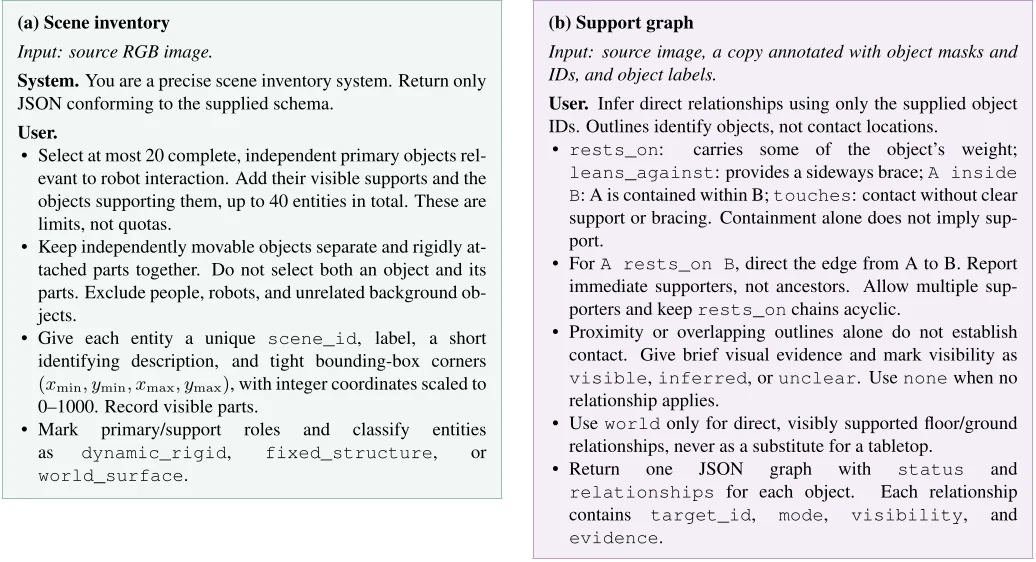 (a) Scene inventory
Input: source RGB image.
System. You are a precise scene inventory system. Return only
JSON conforming to the supplied schema.
User.
• Select at most 20 complete, independent primary objects rel-
evant to robot interaction. Add their visible supports and the
objects supporting them, up to 40 entities in total. These are
limits, not quotas.
• Keep independently movable objects separate and rigidly at-
tached parts together. Do not select both an object and its
parts. Exclude people, robots, and unrelated background ob-
jects.
• Give each entity a unique scene_id, label, a short
identifying description, and tight bounding-box corners
(xmin, ymin, xmax, ymax), with integer coordinates scaled to
0–1000. Record visible parts.
• Mark primary/support roles and classify entities
as dynamic_rigid, fixed_structure, or
world_surface.
(b) Support graph
Input: source image, a copy annotated with object masks and
IDs, and object labels.
User. Infer direct relationships using only the supplied object
IDs. Outlines identify objects, not contact locations.
• rests_on: carries some of the object's weight;
leans_against: provides a sideways brace; A inside
B: A is contained within B; touches: contact without clear
support or bracing. Containment alone does not imply sup-
port.
• For A rests_on B, direct the edge from A to B. Report
immediate supporters, not ancestors. Allow multiple sup-
porters and keep rests_on chains acyclic.
• Proximity or overlapping outlines alone do not establish
contact. Give brief visual evidence and mark visibility as
visible, inferred, or unclear. Use none when no
relationship applies.
• Use world only for direct, visibly supported floor/ground
relationships, never as a substitute for a tabletop.
• Return one JSON graph with status and
relationships for each object. Each relationship
contains target_id, mode, visibility, and
evidence.